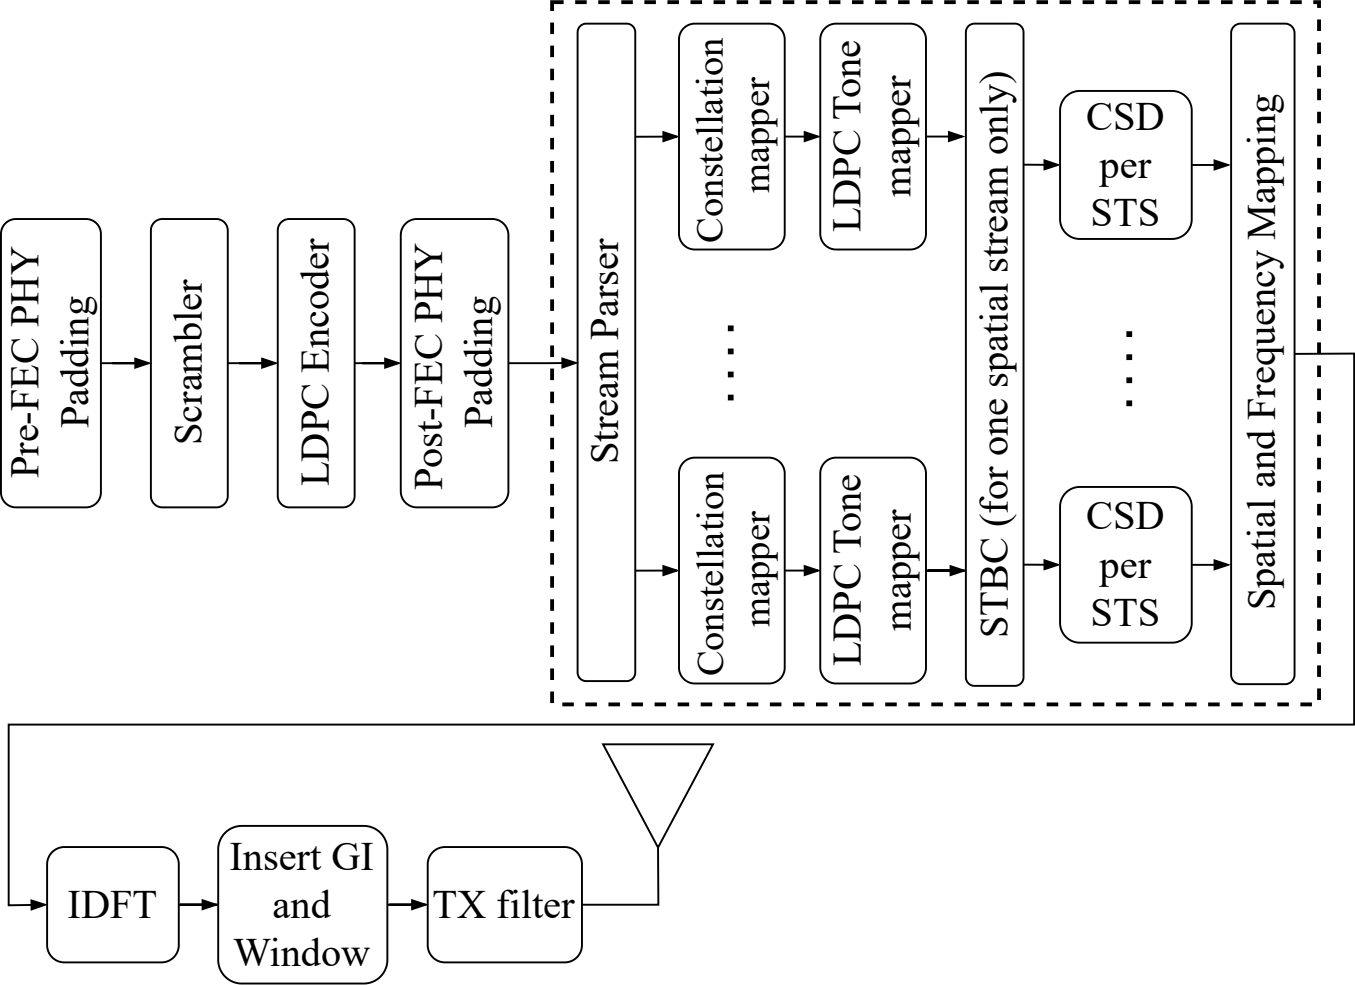 Pre-FEC PHY
Padding
Scrambler
LDPC Encoder
Post-FEC PHY
Padding
Stream Parser
Constellation
mapper
LDPC Tone
mapper
Constellation
mapper
LDPC Tone
mapper
STBC (for one spatial stream only)
CSD
per
STS
CSD
per
STS
Spatial and Frequency Mapping
IDFT
Insert GI
and
Window
TX filter